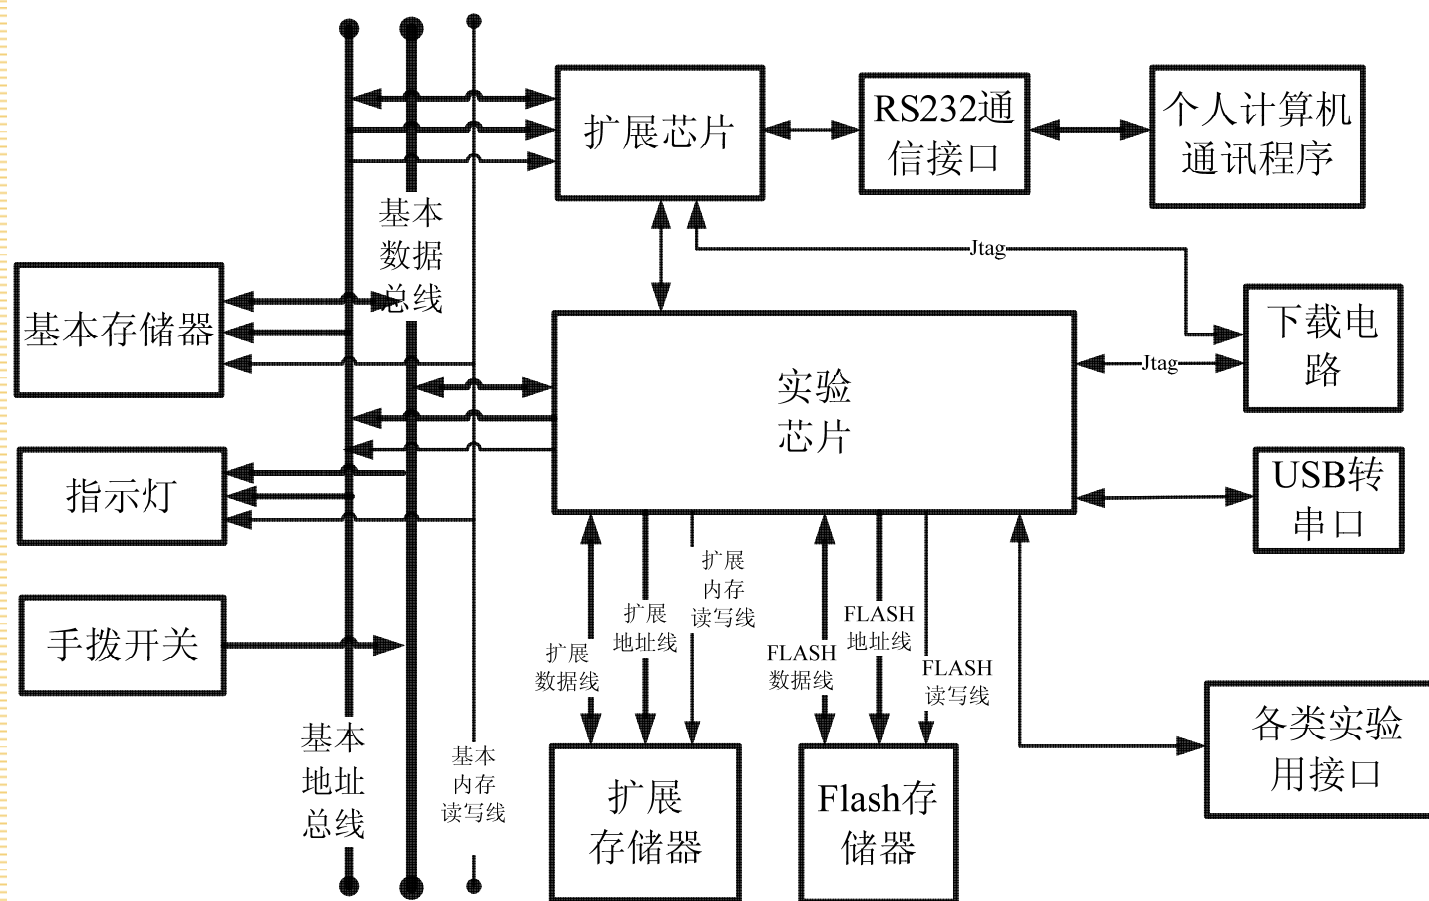 扩展芯片
RS232通
信接口
个人计算机
通讯程序
基本
数据
总线
Jtag
基本存储器
下载电
路
Jtag
实验
芯片
USB转
串口
指示灯
手拨开关
扩展
内存
读写线
扩展
地址线
扩展
数据线
FLASH
地址线
FLASH
数据线
FLASH
读写线
基本
地址
总线
基本
内存
读写线
扩展
存储器
Flash存
储器
各类实验
用接口